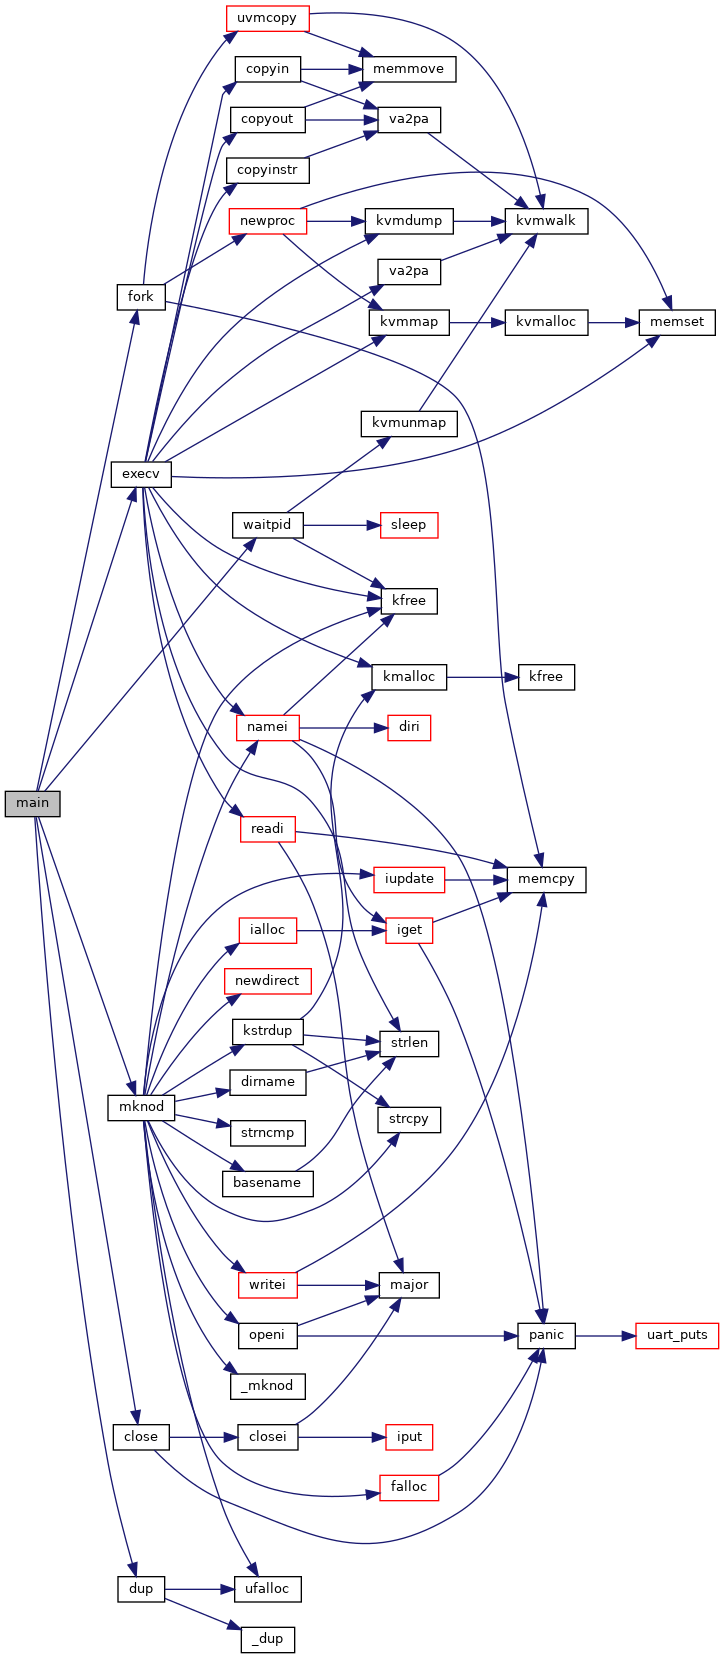 uvmcopy
copyin
memmove
copyout
va2pa
copyinstr
newproc
kvmdump
kvmwalk
va2pa
fork
kvmmap
kvmalloc
memset
kvmunmap
execv
waitpid
sleep
kfree
kmalloc
kfree
namei
diri
main
readi
iupdate
memcpy
ialloc
iget
newdirect
kstrdup
strlen
dirname
mknod
strncmp
strcpy
basename
writei
major
openi
panic
uart_puts
_mknod
close
closei
iput
falloc
dup
ufalloc
_dup